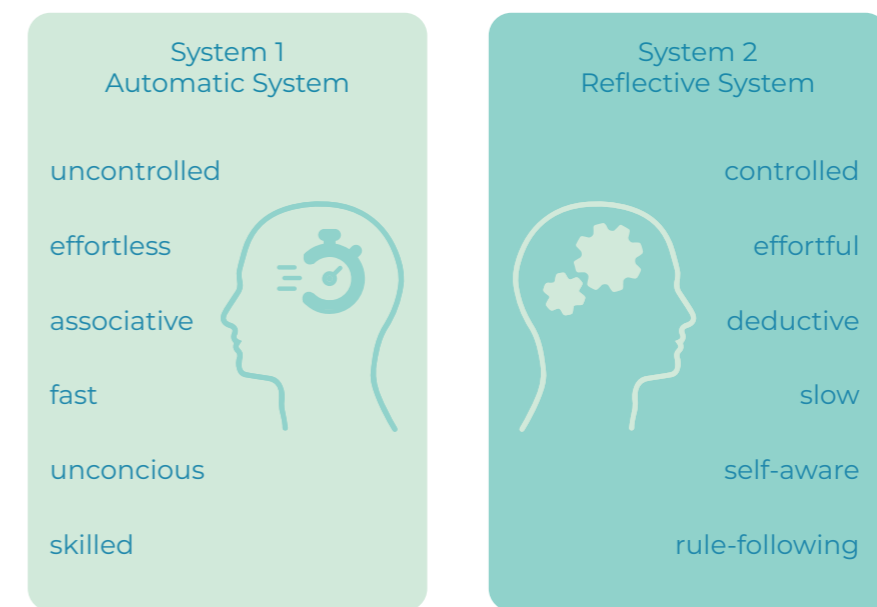 System 1
Automatic System
uncontrolled
effortless
associative
fast
unconcious
skilled
System 2
Reflective System
controlled
effortful
deductive
slow
self-aware
rule-following